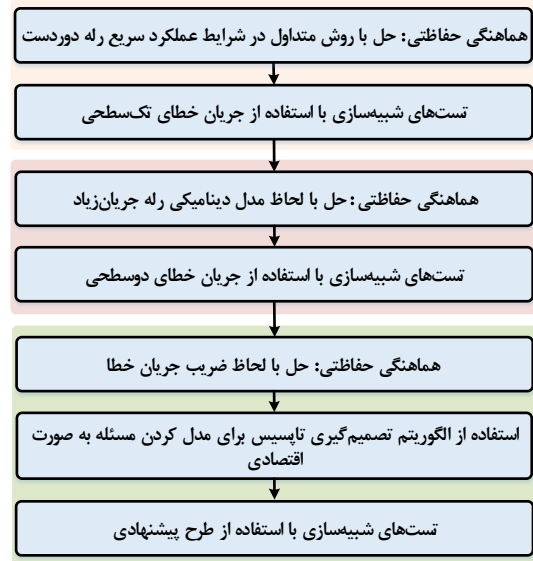 هماهنگی حفاظتی: حل با روش متداول در شرایط عملکرد سریع رله دوردست
تست‌های شبیه‌سازی با استفاده از جریان خطای تک‌سطحی
هماهنگی حفاظتی: حل با لحاظ مدل دینامیکی رله جریان‌زیاد
تست‌های شبیه‌سازی با استفاده از جریان خطای دوسطحی
هماهنگی حفاظتی: حل با لحاظ ضریب جریان خطا
استفاده از الگوریتم تصمیم‌گیری تاپسیس برای مدل کردن مسئله به صورت
اقتصادی
تست‌های شبیه‌سازی با استفاده از طرح پیشنهادی